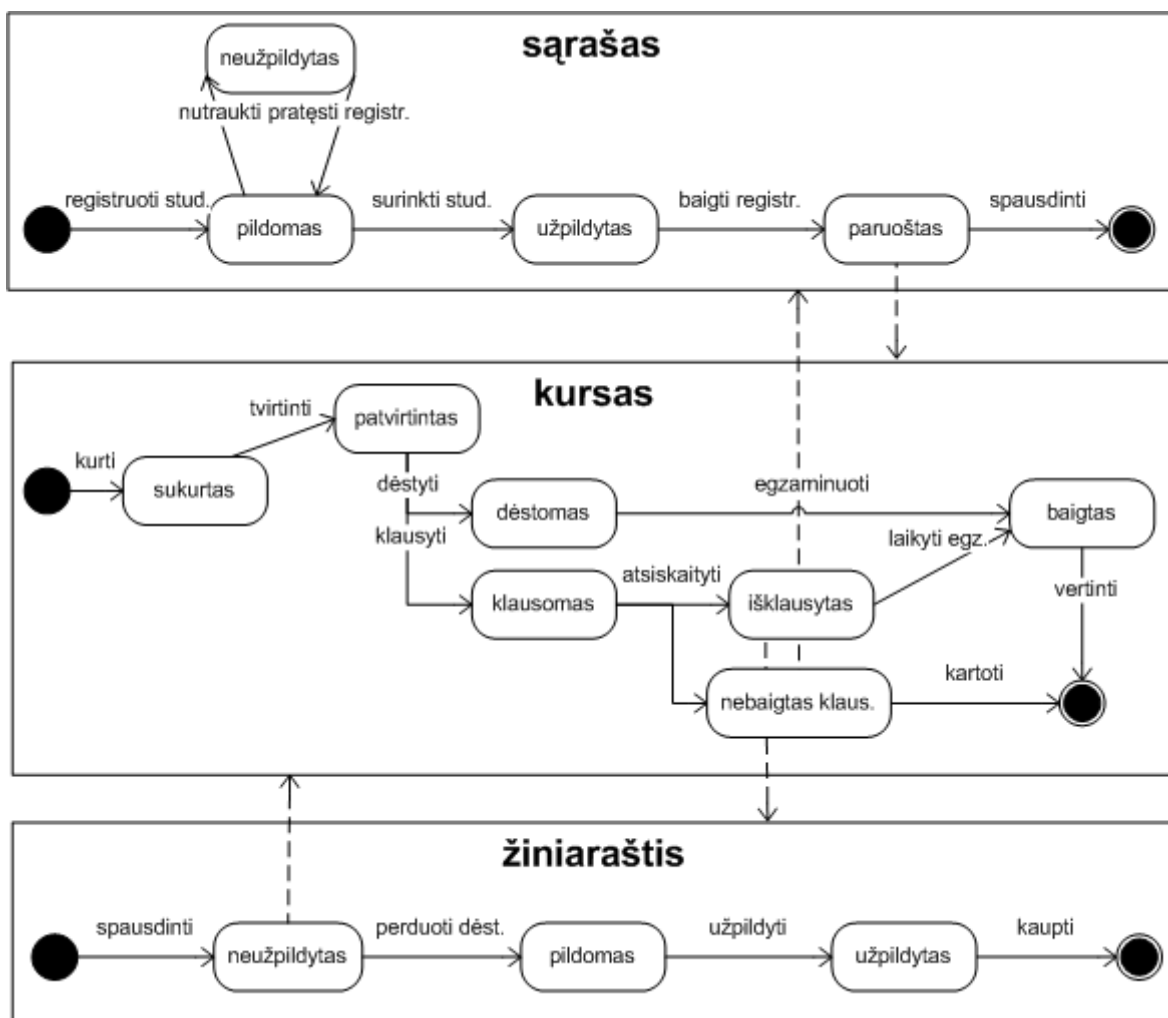 sąrašas
neužpildytas
nutraukti pratęsti registr.
registruoti stud.
pildomas
surinkti stud.
užpildytas
baigti registr.
paruoštas
spausdinti
kursas
kurti
sukurtas
tvirtinti
patvirtintas
dėstyti
klausyti
dėstomas
egzaminuoti
baigtas
klausomas
atsiskaityti
išklausytas
laikyti egz.
vertinti
nebaigtas klaus.
kartoti
žiniaraštis
spausdinti
neužpildytas
perduoti dėst.
pildomas
užpildyti
užpildytas
kaupti